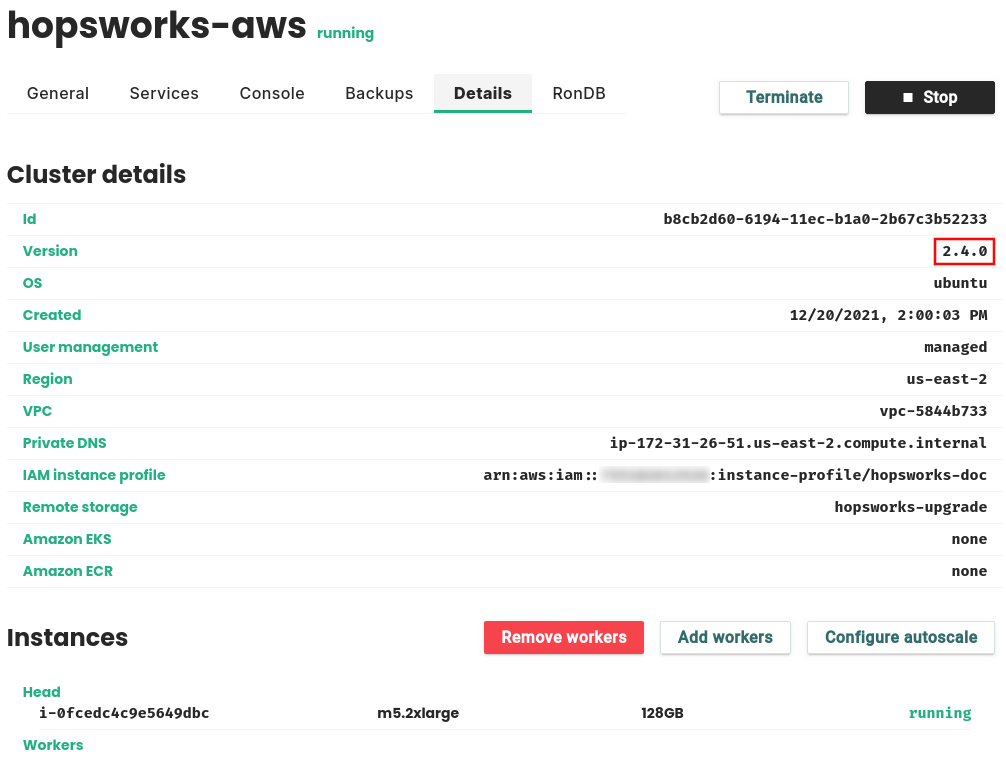 hopsworks-aws running
General Services Console Backups Details RonDB Terminate Stop
Cluster details
Id b8cb2d60-6194-11ec-b1a0-2b67c3b52233
Version 2.4.0
OS ubuntu
Created 12/20/2021, 2:00:03 PM
User management managed
Region us-east-2
VPC vpc-5844b733
Private DNS ip-172-31-26-51.us-east-2.compute.internal
IAM instance profile arn:aws:iam:: :instance-profile/hopsworks-doc
Remote storage hopsworks-upgrade
Amazon EKS none
Amazon ECR none
Instances Remove workers Add workers Configure autoscale
Head
i-0fcedc4c9e5649dbc m5.2xlarge 128GB running
Workers